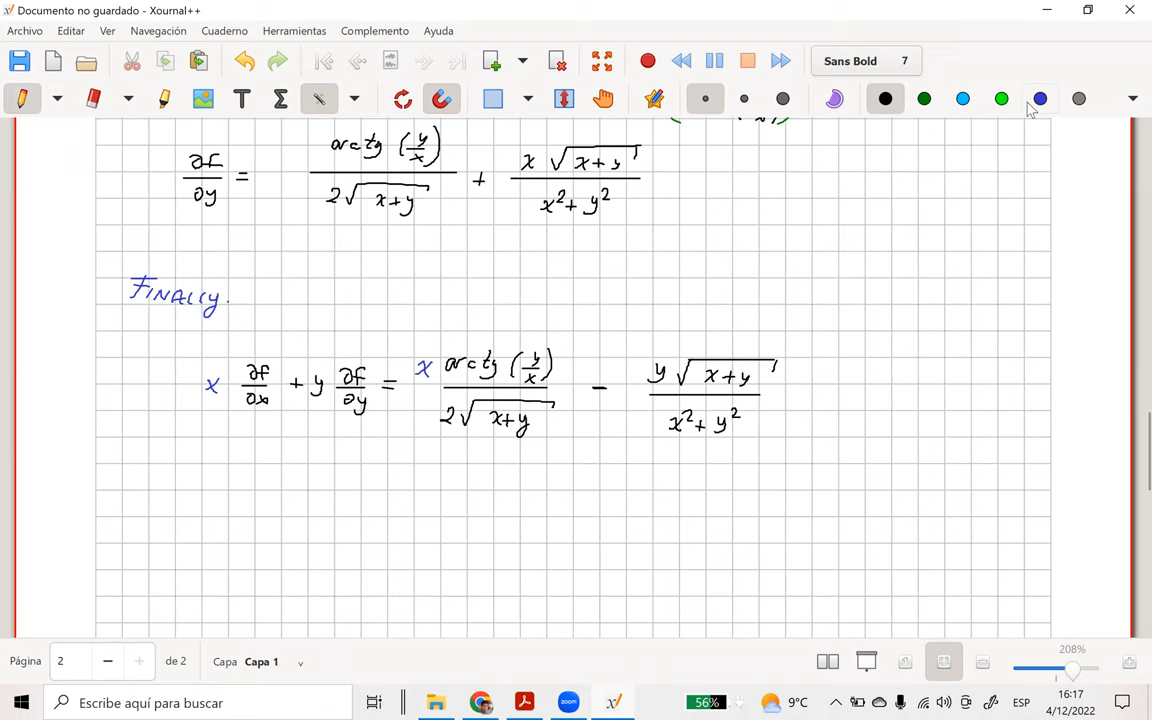 Documento no guardado - Xournal++
Archivo Editar Ver Navegación Cuaderno Herramientas Complemento Ayuda
Sans Bold 7
∂f/∂y = arctg (y/x) / 2√(x+y) + x √(x+y) / x²+y²
FINALLY.
x ∂f/∂x + y ∂f/∂y = x arctg (y/x) / 2√(x+y) − y √(x+y) / x²+y²
Página 2 de 2 Capa Capa 1
208%
Escribe aquí para buscar
zoom
56%
9°C
ESP
16:17
4/12/2022